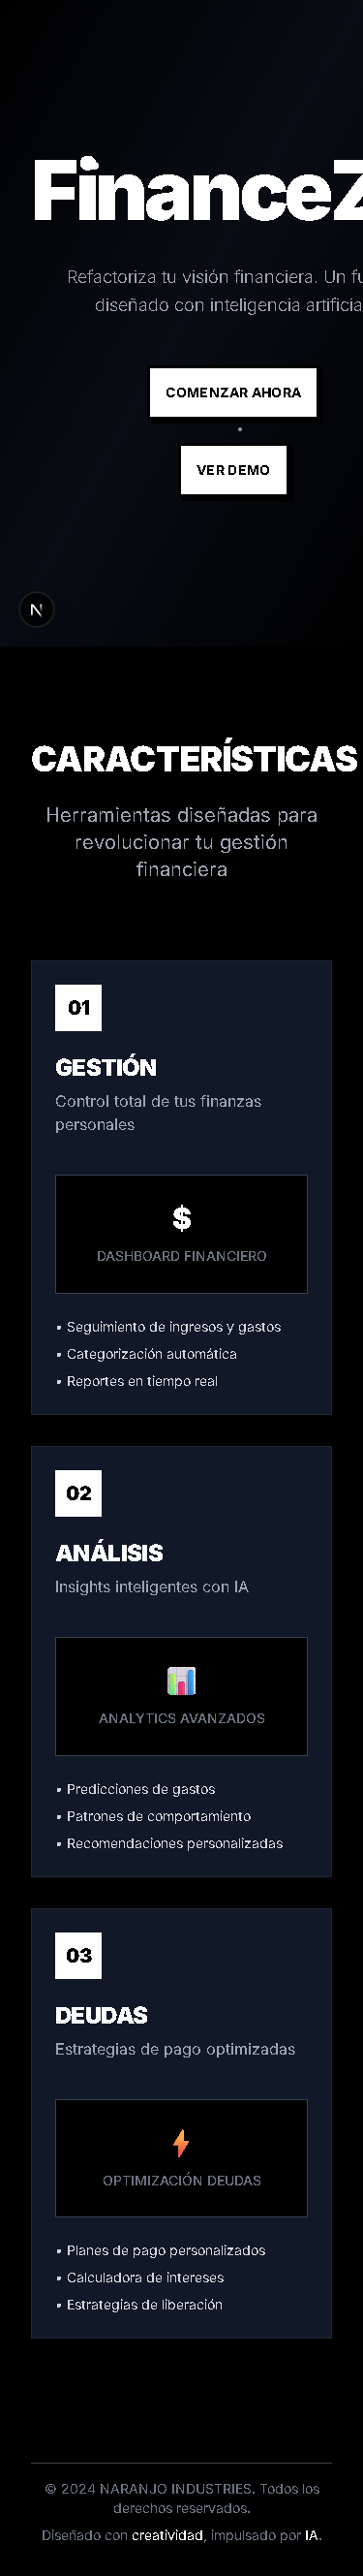 FinanceZ
Refactoriza tu visión financiera. Un fu
diseñado con inteligencia artificia
COMENZAR AHORA
VER DEMO
N
CARACTERÍSTICAS
Herramientas diseñadas para
revolucionar tu gestión
financiera
01
GESTIÓN
Control total de tus finanzas
personales
$
DASHBOARD FINANCIERO
• Seguimiento de ingresos y gastos
• Categorización automática
• Reportes en tiempo real
02
ANÁLISIS
Insights inteligentes con IA
ANALYTICS AVANZADOS
• Predicciones de gastos
• Patrones de comportamiento
• Recomendaciones personalizadas
03
DEUDAS
Estrategias de pago optimizadas
OPTIMIZACIÓN DEUDAS
• Planes de pago personalizados
• Calculadora de intereses
• Estrategias de liberación
© 2024 NARANJO INDUSTRIES. Todos los
derechos reservados.
Diseñado con creatividad, impulsado por IA.